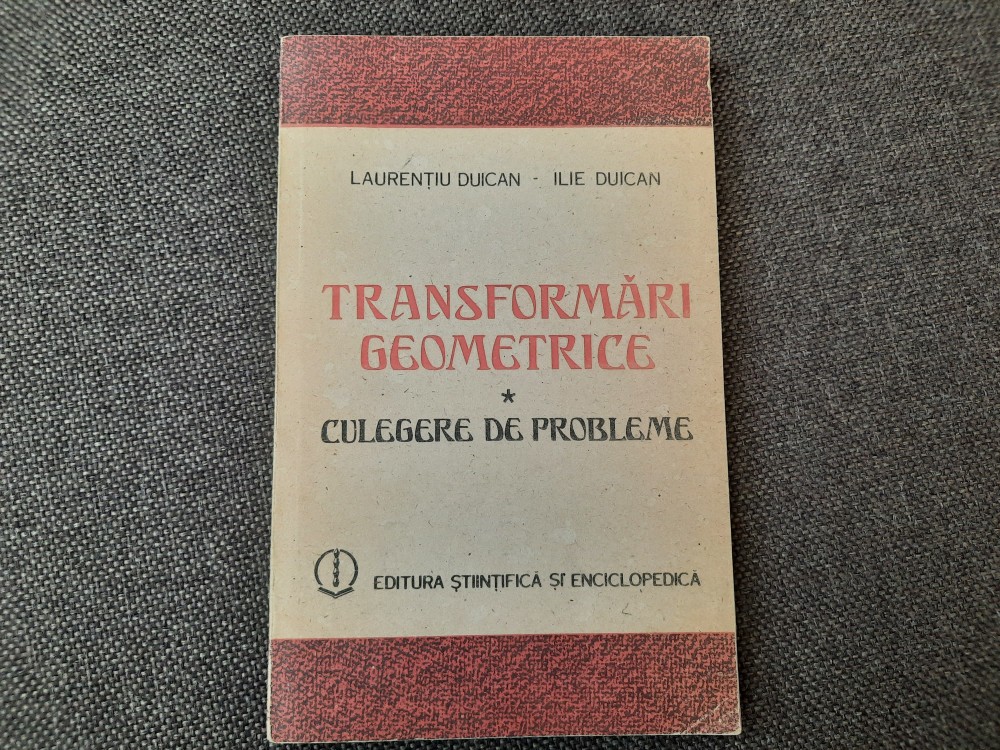 LAURENȚIU DUICAN - ILIE DUICAN
TRANSFORMĂRI
GEOMETRICE
*
CULEGERE DE PROBLEME
EDITURA ȘTIINȚIFICĂ ȘI ENCICLOPEDICĂ